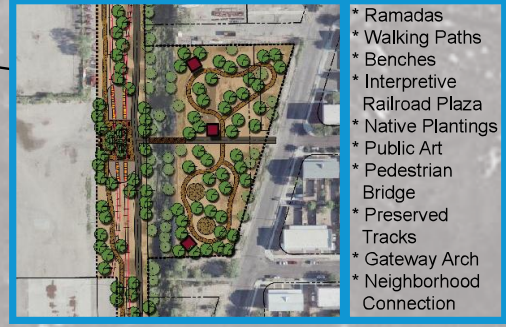 * Ramadas
* Walking Paths
* Benches
* Interpretive
Railroad Plaza
* Native Plantings
* Public Art
* Pedestrian
Bridge
* Preserved
Tracks
* Gateway Arch
* Neighborhood
Connection